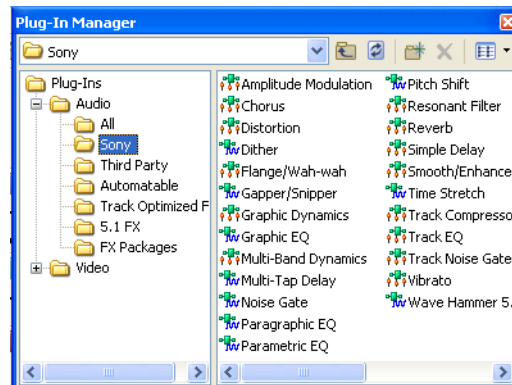 Plug-In Manager
Sony
Plug-Ins
Audio
All
Sony
Third Party
Automatable
Track Optimized F
5.1 FX
FX Packages
Video
Amplitude Modulation
Chorus
Distortion
Dither
Flange/Wah-wah
Gapper/Snipper
Graphic Dynamics
Graphic EQ
Multi-Band Dynamics
Multi-Tap Delay
Noise Gate
Paragraphic EQ
Parametric EQ
Pitch Shift
Resonant Filter
Reverb
Simple Delay
Smooth/Enhance
Time Stretch
Track Compresso
Track EQ
Track Noise Gate
Vibrato
Wave Hammer 5.